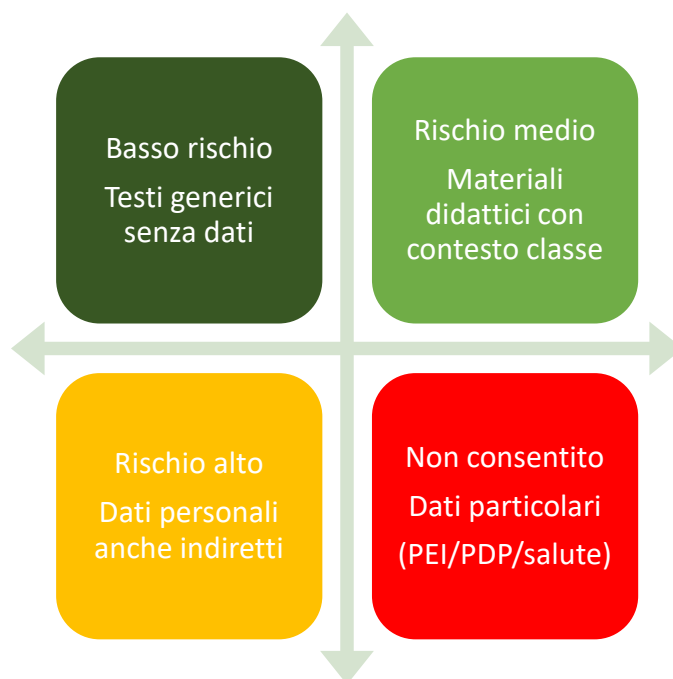 Basso rischio
Testi generici
senza dati
Rischio medio
Materiali
didattici con
contesto classe
Rischio alto
Dati personali
anche indiretti
Non consentito
Dati particolari
(PEI/PDP/salute)